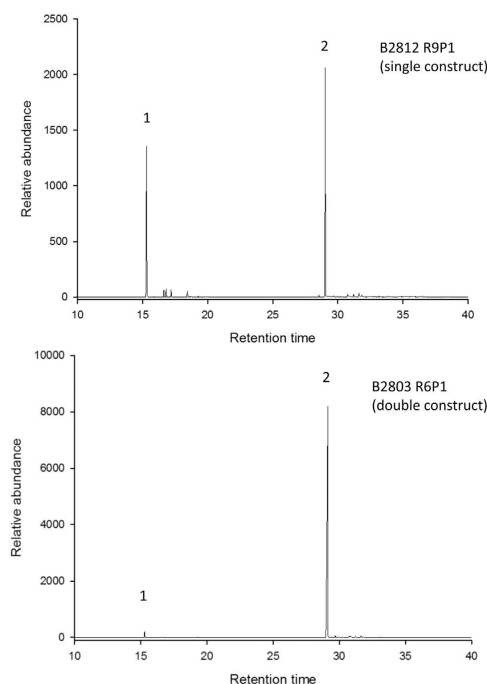 2500
2
B2812 R9P1
(single construct)
2000
1
1500
Relative abundance
1000
500
0
10 15 20 25 30 35 40
Retention time
10000
2
B2803 R6P1
(double construct)
8000
6000
Relative abundance
4000
2000
1
0
10 15 20 25 30 35 40
Retention time